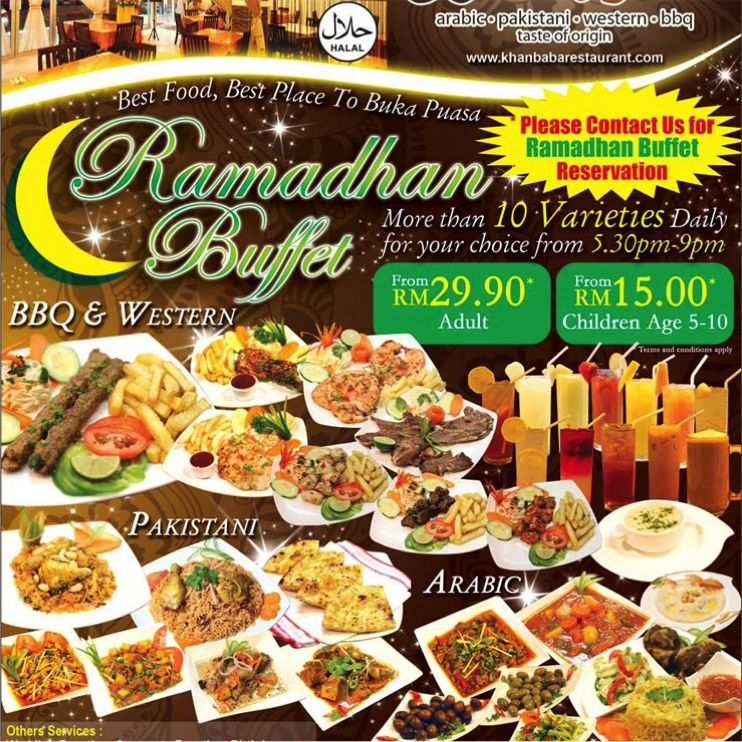 حلال
HALAL
arabic • pakistani • western • bbq
taste of origin
www.khanbabarestaurant.com
Best Food, Best Place To Buka Puasa
* Please Contact Us for
Ramadhan Buffet
Reservation
Ramadhan
Buffet
More than 10 Varieties Daily
for your choice from 5.30pm-9pm
From
RM29.90*
Adult
From
RM15.00*
Children Age 5-10
Terms and conditions apply
BBQ & WESTERN
PAKISTANI
ARABIC
Others Services :